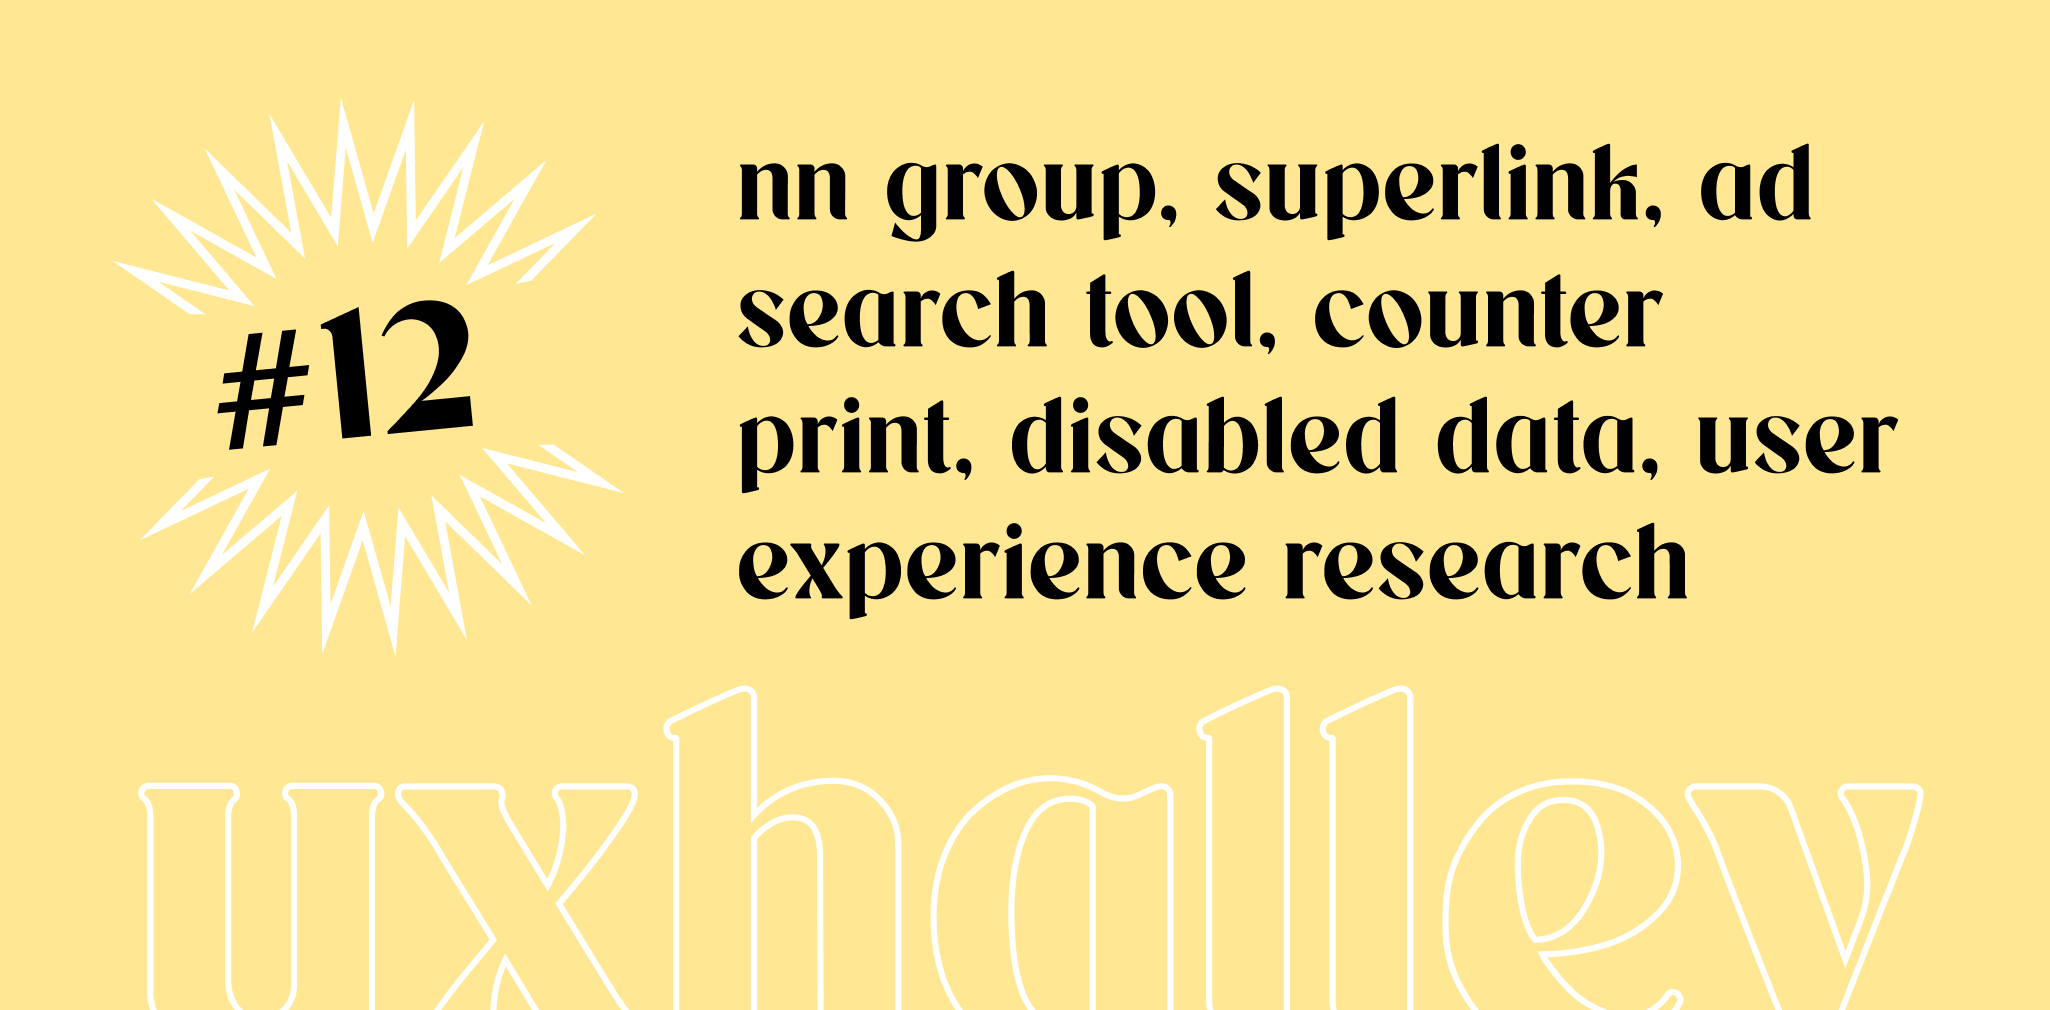 #12
nn group, superlink, ad
search tool, counter
print, disabled data, user
experience research
uxhalley